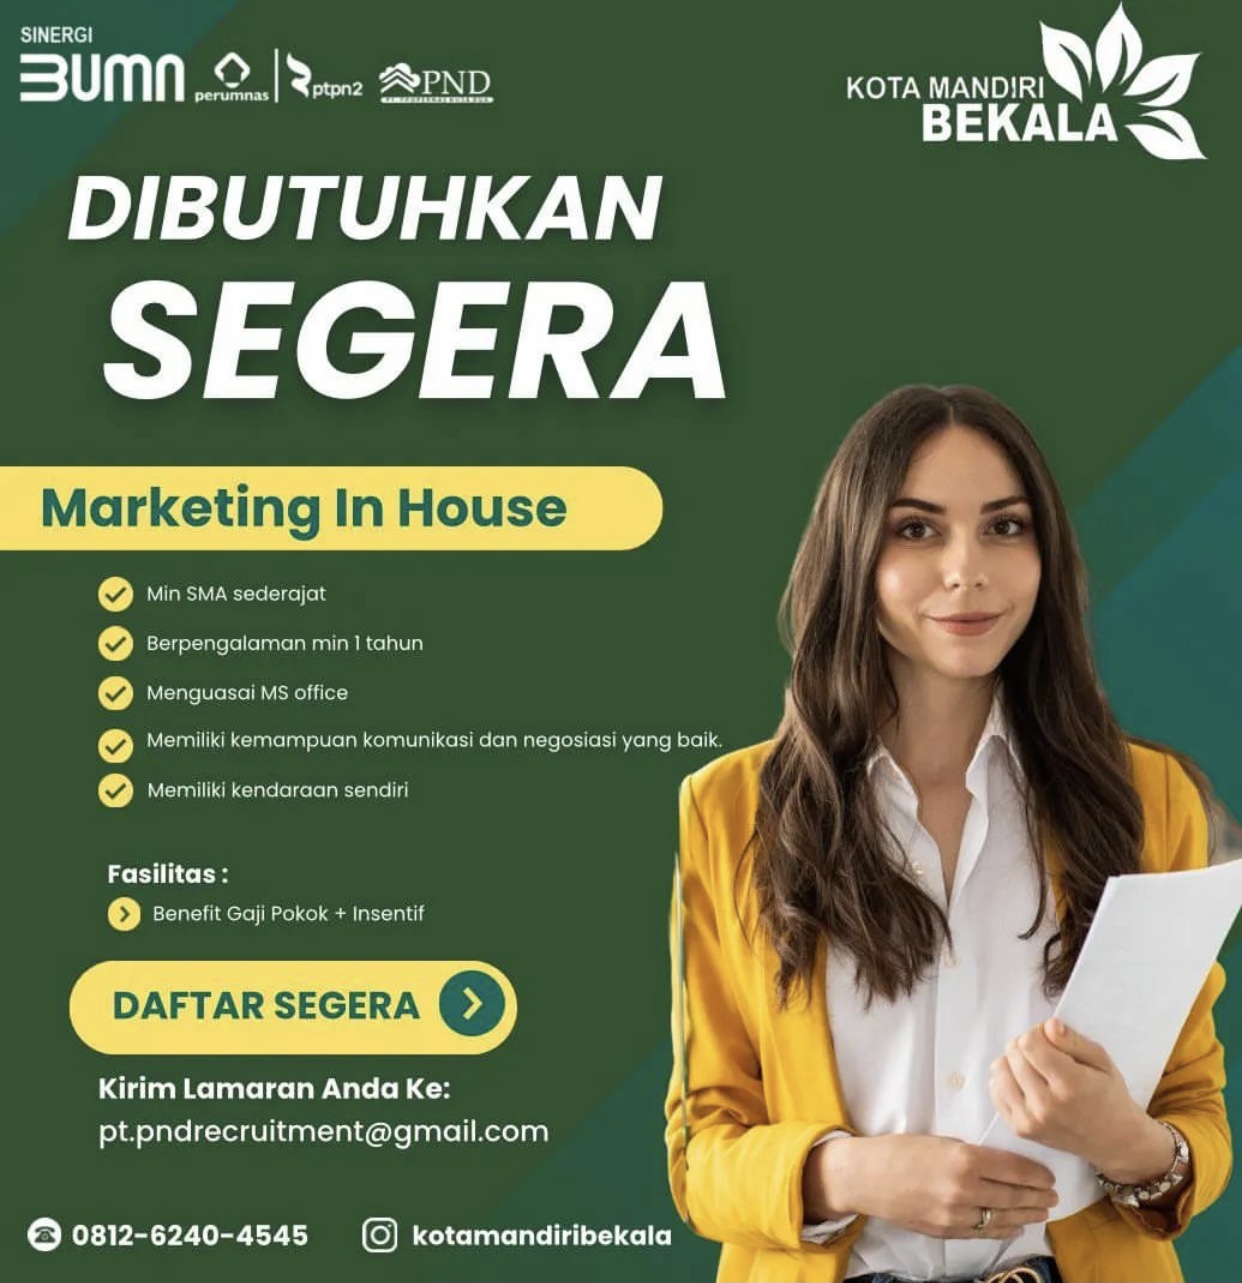 SINERGI
BUMN
perumnas
ptpn2
PND
KOTA MANDIRI
BEKALA
DIBUTUHKAN
SEGERA
Marketing In House
Min SMA sederajat
Berpengalaman min 1 tahun
Menguasai MS office
Memiliki kemampuan komunikasi dan negosiasi yang baik.
Memiliki kendaraan sendiri
Fasilitas :
Benefit Gaji Pokok + Insentif
DAFTAR SEGERA
Kirim Lamaran Anda Ke:
pt.pndrecruitment@gmail.com
0812-6240-4545
kotamandiribekala